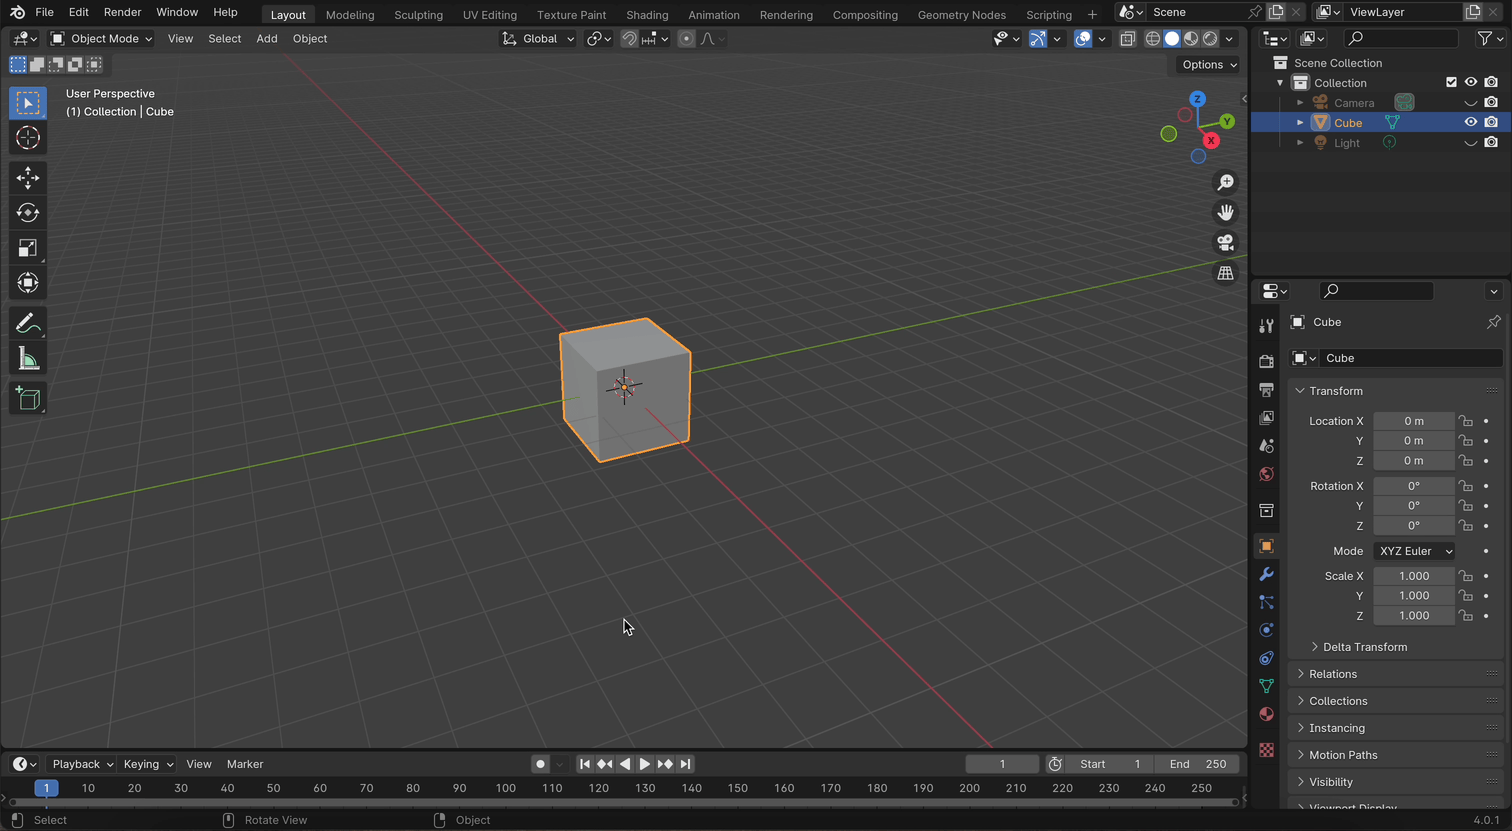 File Edit Render Window Help Layout Modeling Sculpting UV Editing Texture Paint Shading Animation Rendering Compositing Geometry Nodes Scripting + Scene ViewLayer
Object Mode View Select Add Object Global
Options
User Perspective
(1) Collection | Cube
Z
Y
X
Scene Collection
Collection
Camera
Cube
Light
Cube
Cube
Transform
Location X 0 m
Y 0 m
Z 0 m
Rotation X 0°
Y 0°
Z 0°
Mode XYZ Euler
Scale X 1.000
Y 1.000
Z 1.000
Delta Transform
Relations
Collections
Instancing
Motion Paths
Visibility
Viewport Display
Playback Keying View Marker 1 Start 1 End 250
1 10 20 30 40 50 60 70 80 90 100 110 120 130 140 150 160 170 180 190 200 210 220 230 240 250
Select Rotate View Object 4.0.1